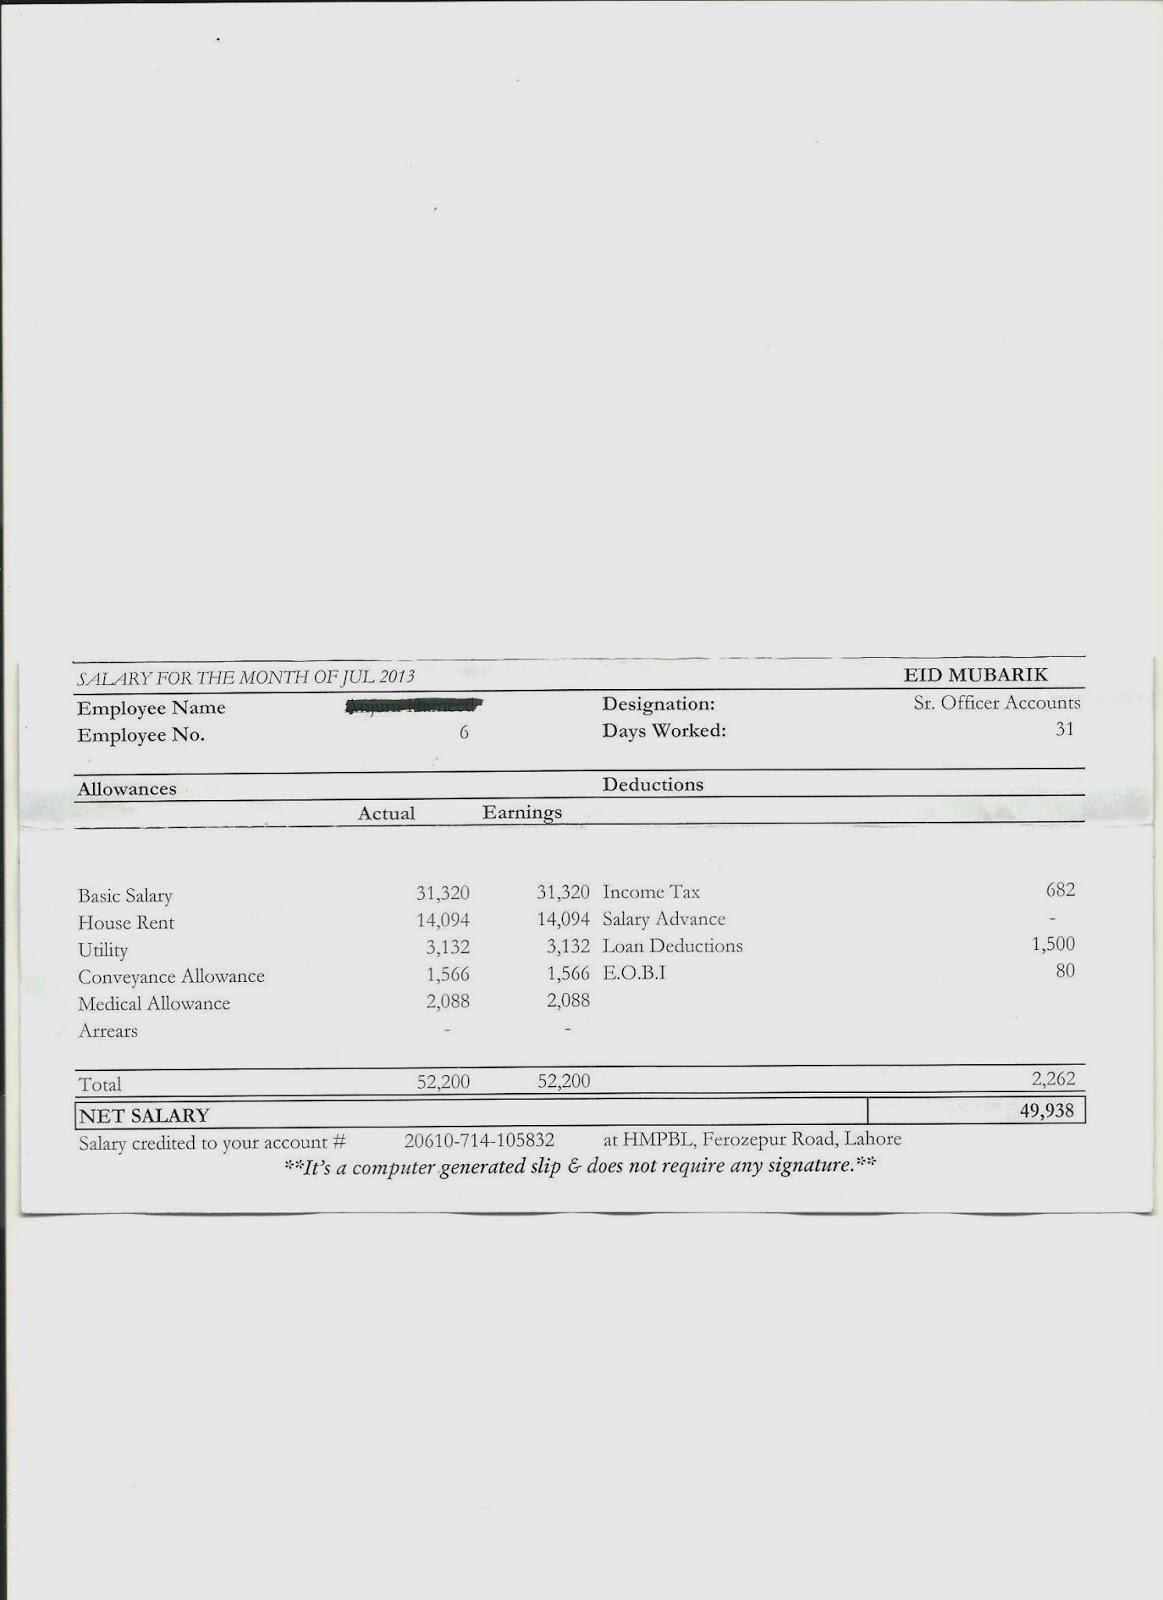 SALARY FOR THE MONTH OF JUL 2013 EID MUBARIK
Employee Name Designation: Sr. Officer Accounts
Employee No. 6 Days Worked: 31
Allowances Deductions
Actual Earnings
Basic Salary 31,320 31,320 Income Tax 682
House Rent 14,094 14,094 Salary Advance -
Utility 3,132 3,132 Loan Deductions 1,500
Conveyance Allowance 1,566 1,566 E.O.B.I 80
Medical Allowance 2,088 2,088
Arrears - -
Total 52,200 52,200 2,262
NET SALARY 49,938
Salary credited to your account # 20610-714-105832 at HMPBL, Ferozepur Road, Lahore
**It's a computer generated slip & does not require any signature.**